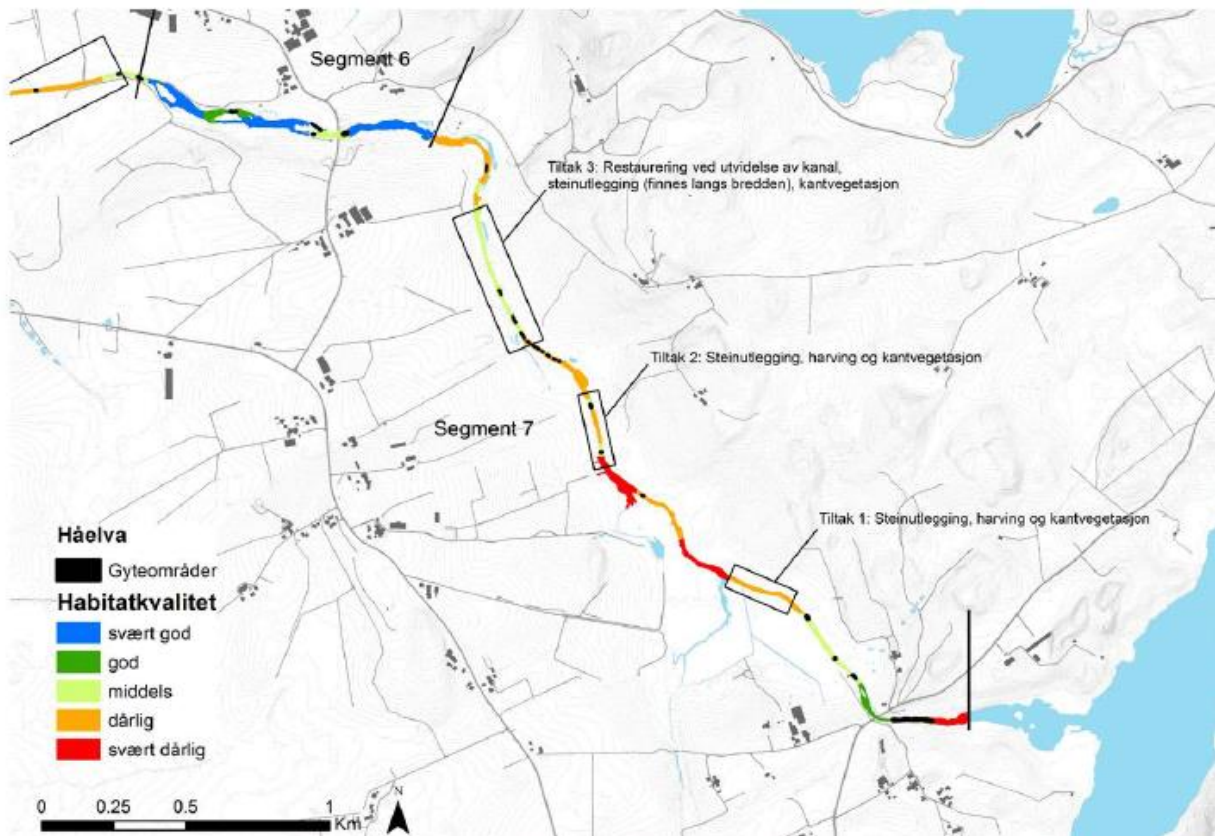 Segment 6
Tiltak 3: Restaurering ved utvidelse av kanal,
steinutlegging (finnes langs bredden), kantvegetasjon
Tiltak 2: Steinutlegging, harving og kantvegetasjon
Segment 7
Tiltak 1: Steinutlegging, harving og kantvegetasjon
Håelva
Gyteområder
Habitatkvalitet
svært god
god
middels
dårlig
svært dårlig
0 0.25 0.5 1
Km
N